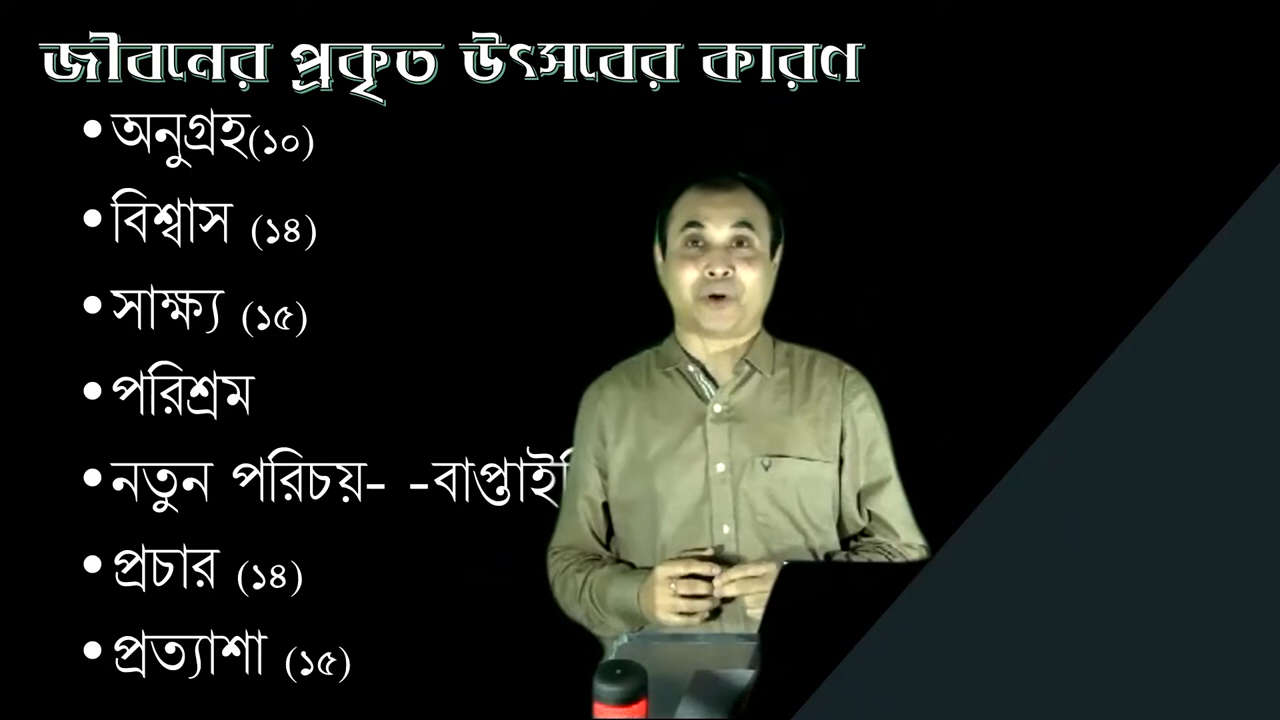 জীবনের প্রকৃত উৎসবের কারণ
• অনুগ্রহ(১০)
• বিশ্বাস (১৪)
• সাক্ষ্য (১৫)
• পরিশ্রম
• নতুন পরিচয়- -
• প্রচার (১৪)
• প্রত্যাশা (১৫)